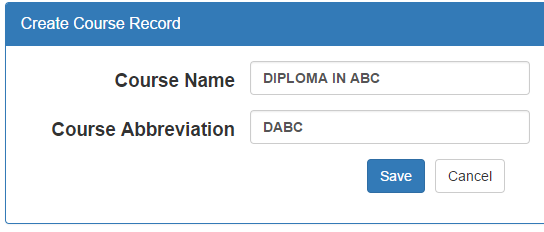 Create Course Record
Course Name DIPLOMA IN ABC
Course Abbreviation DABC
Save Cancel